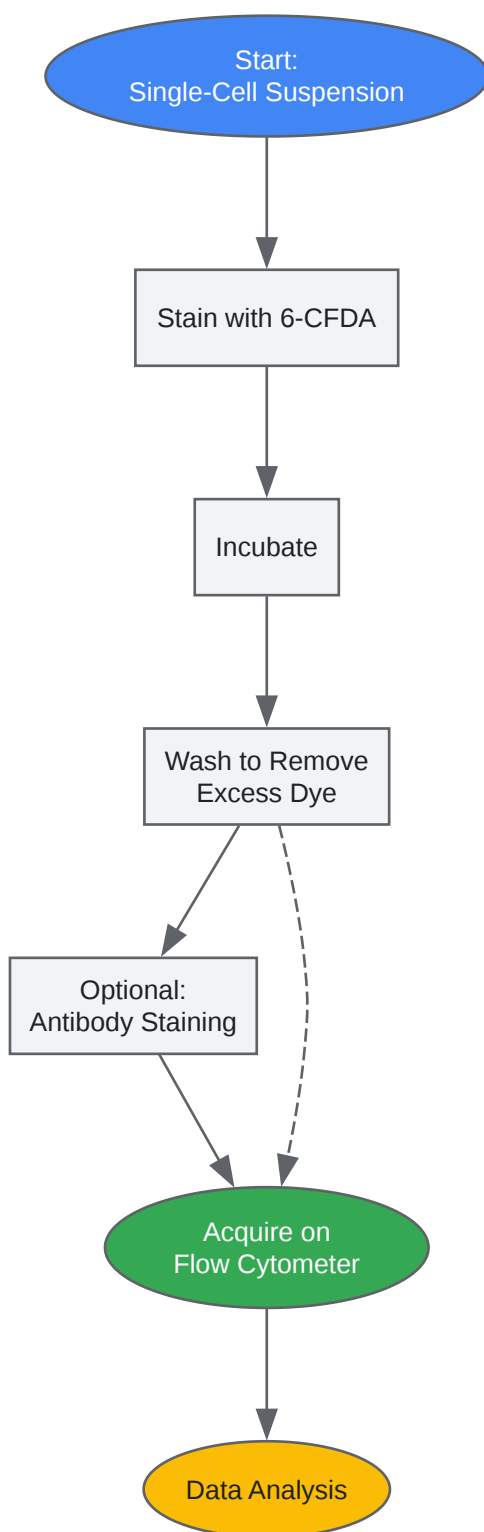 Start:
Single-Cell Suspension
Stain with 6-CFDA
Incubate
Wash to Remove
Excess Dye
Optional:
Antibody Staining
Acquire on
Flow Cytometer
Data Analysis